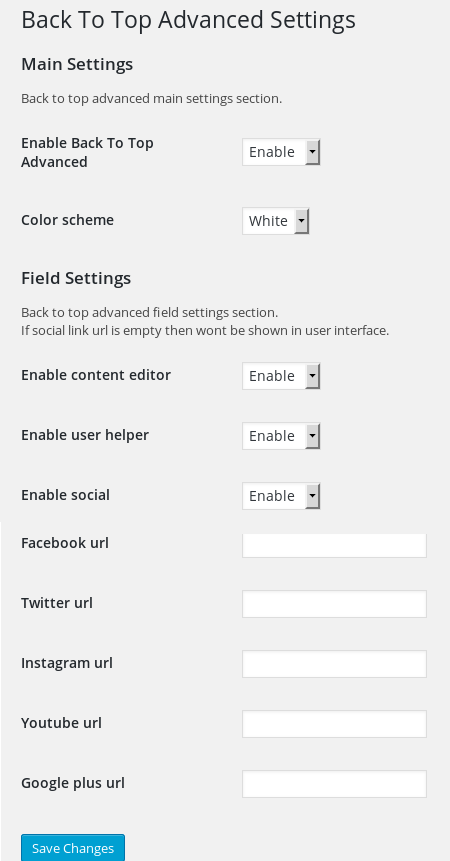 Back To Top Advanced Settings
Main Settings
Back to top advanced main settings section.
Enable Back To Top
Advanced
Enable
Color scheme
White
Field Settings
Back to top advanced field settings section.
If social link url is empty then wont be shown in user interface.
Enable content editor
Enable
Enable user helper
Enable
Enable social
Enable
Facebook url
Twitter url
Instagram url
Youtube url
Google plus url
Save Changes